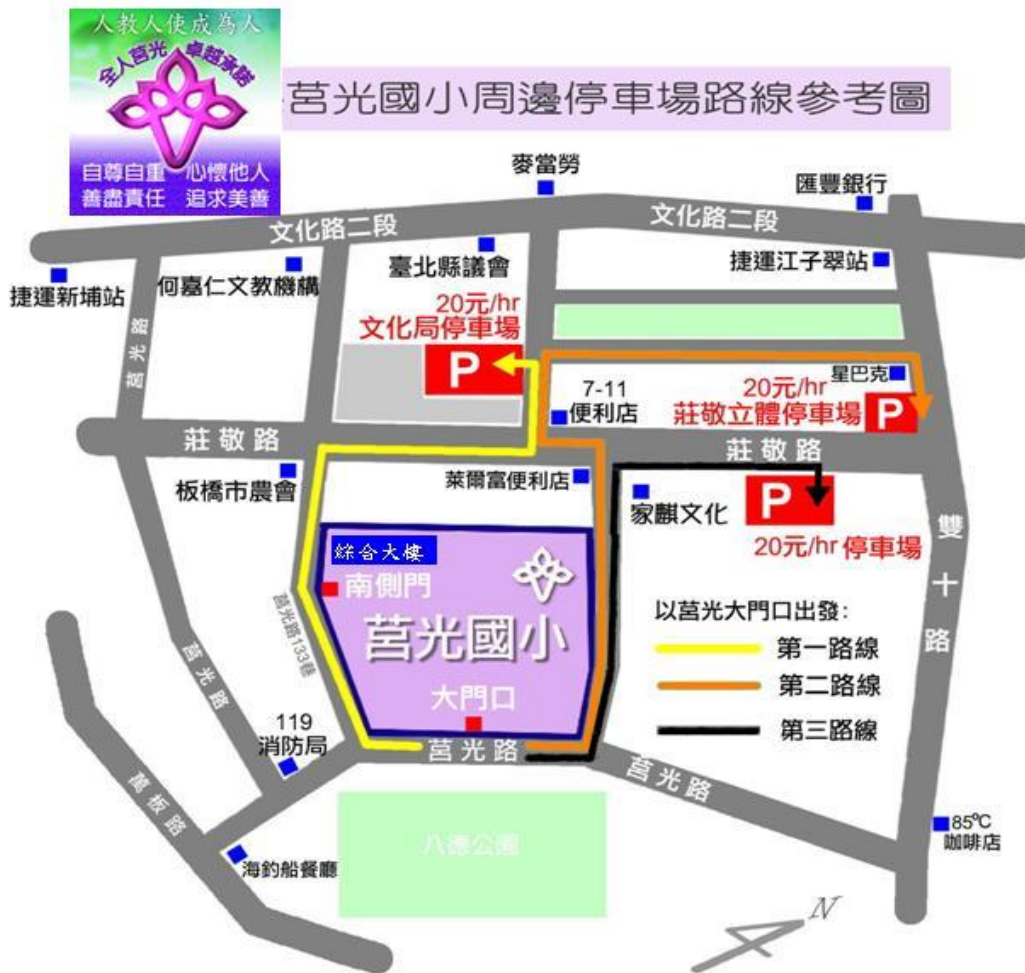 人教人使成為人
全人莒光 卓越承諾
自尊自重 心懷他人
善盡責任 追求美善
莒光國小周邊停車場路線參考圖
麥當勞
匯豐銀行
文化路二段
文化路二段
捷運新埔站
何嘉仁文教機構
臺北縣議會
捷運江子翠站
莒光路
20元/hr
文化局停車場
P
7-11
便利店
星巴克
20元/hr
莊敬立體停車場
P
莊敬路
莊敬路
板橋市農會
萊爾富便利店
家麒文化
P
20元/hr 停車場
雙十路
綜合大樓
南側門
莒光國小
大門口
莒光路133巷
莒光路
以莒光大門口出發:
第一路線
第二路線
第三路線
119
消防局
莒光路
莒光路
萬板路
海釣船餐廳
八德公園
85ºC
咖啡店
N